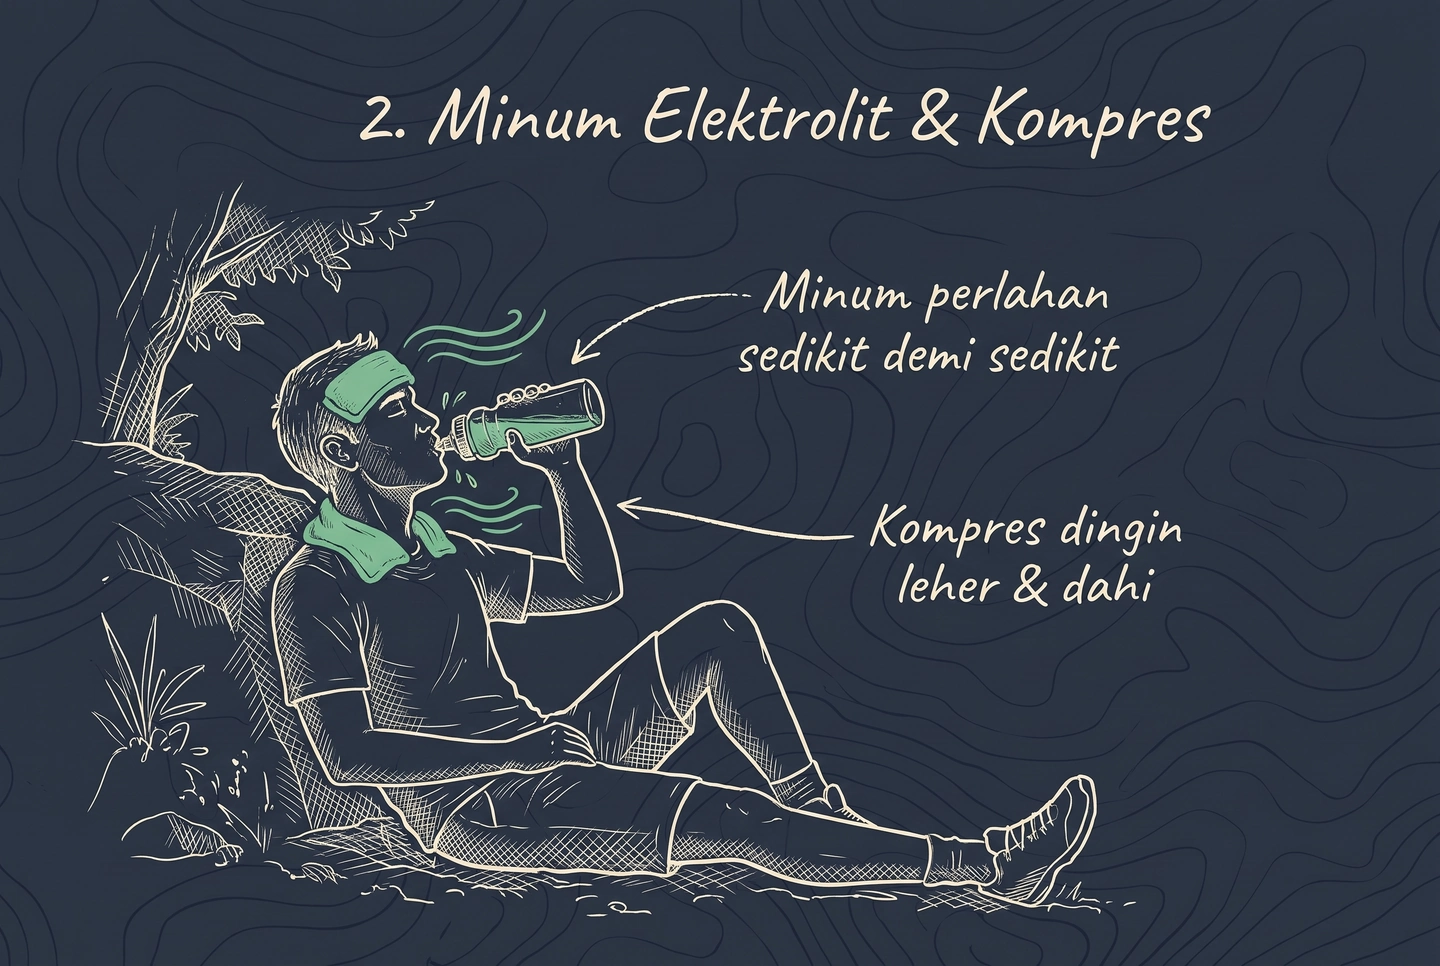 2. Minum Elektrolit & Kompres
Minum perlahan
sedikit demi sedikit
Kompres dingin
leher & dahi